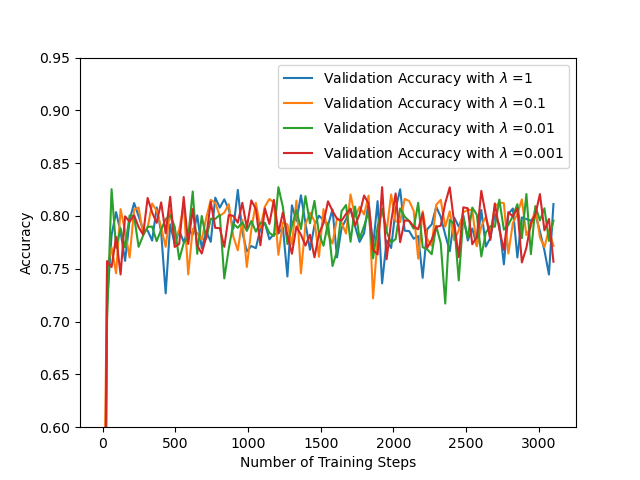 0.95
0.90
0.85
0.80
0.75
0.70
0.65
0.60
Accuracy
Validation Accuracy with λ =1
Validation Accuracy with λ =0.1
Validation Accuracy with λ =0.01
Validation Accuracy with λ =0.001
0 500 1000 1500 2000 2500 3000
Number of Training Steps